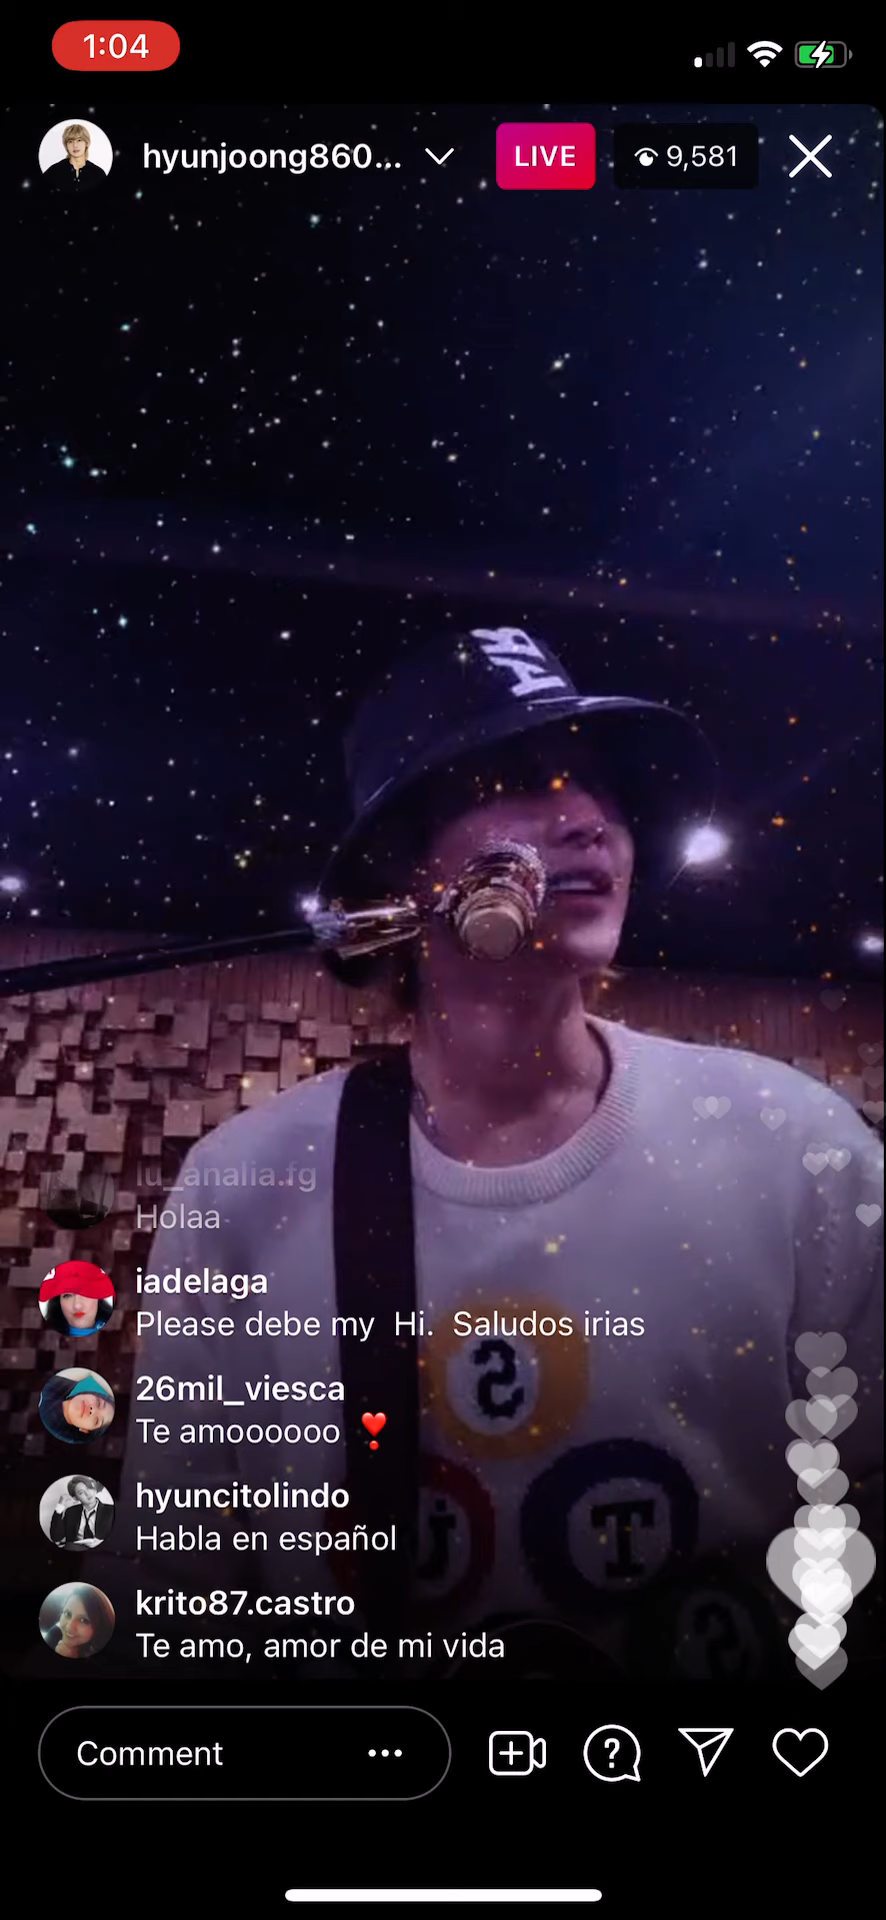 1:04
hyunjoong860...
LIVE
9,581
lu_analia.fg
Holaa
iadelaga
Please debe my Hi. Saludos irias
26mil_viesca
Te amoooooo
hyuncitolindo
Habla en español
krito87.castro
Te amo, amor de mi vida
Comment